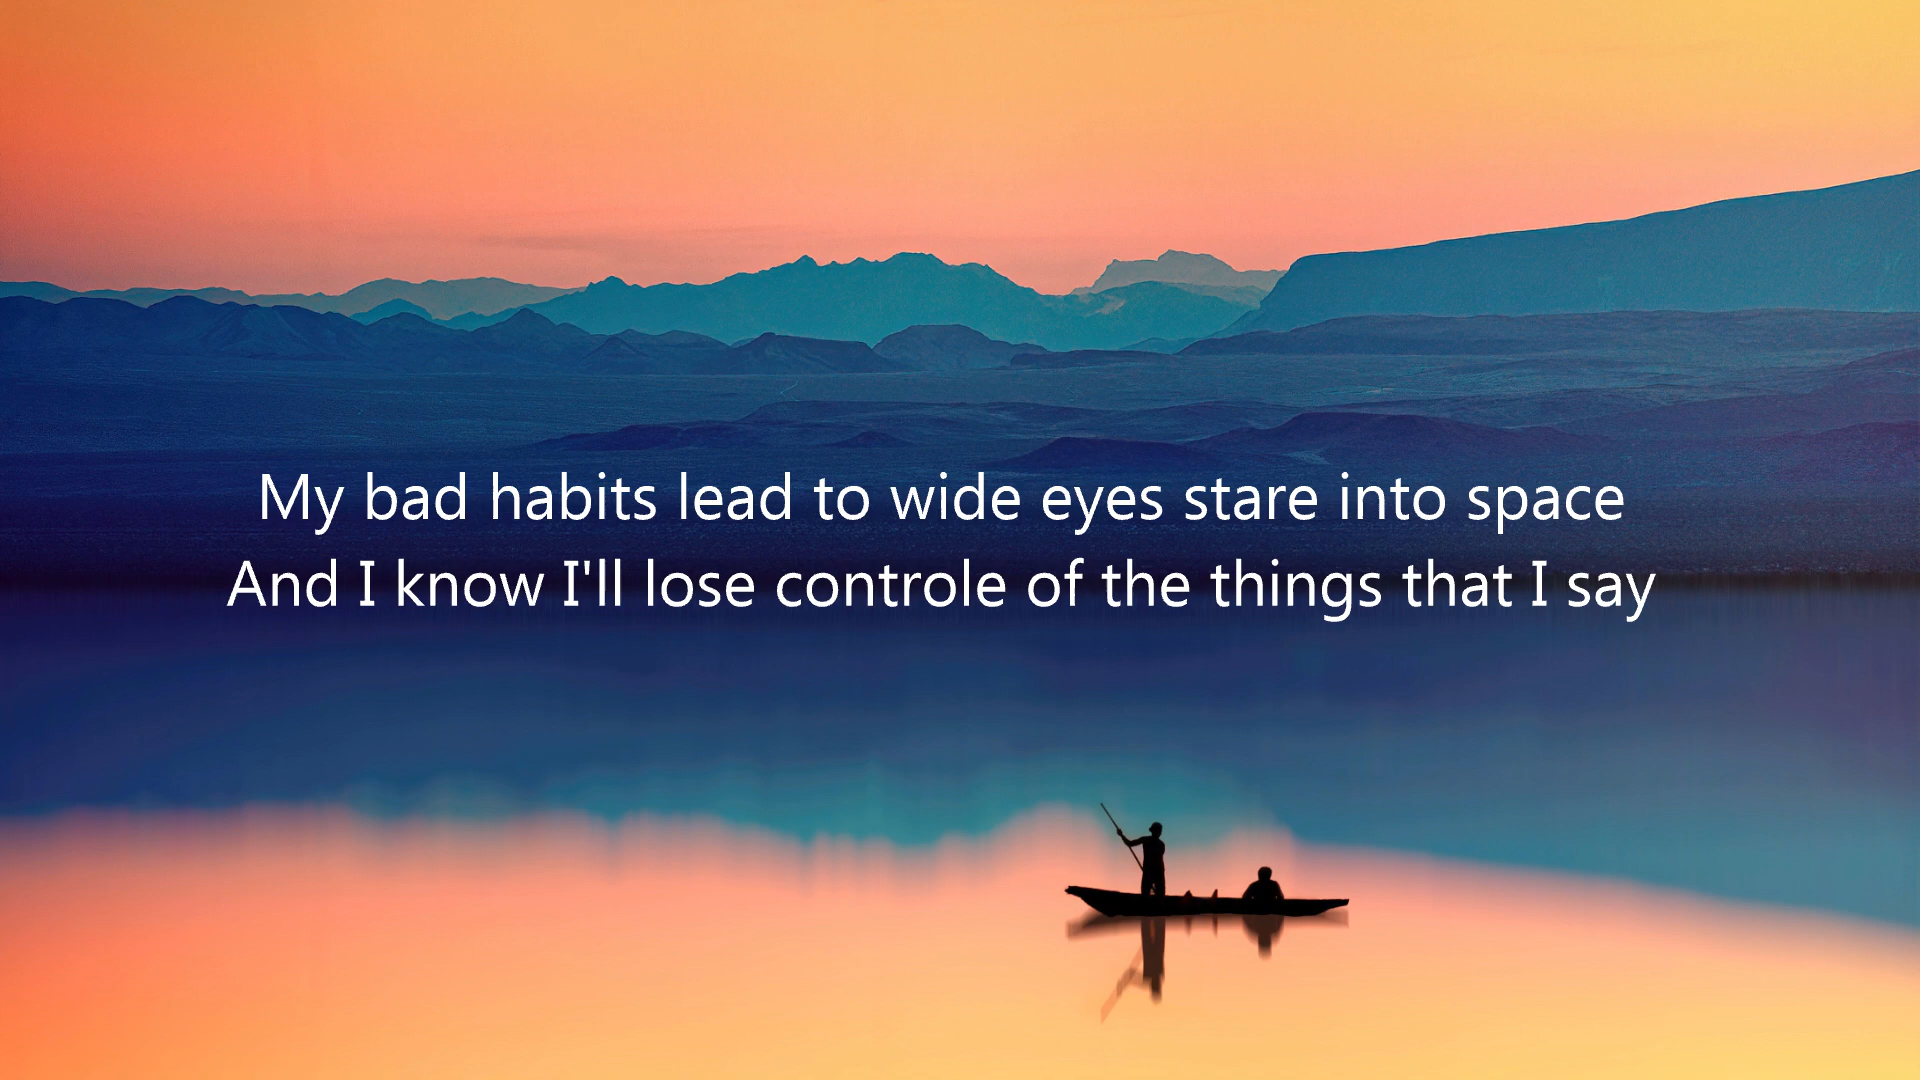 My bad habits lead to wide eyes stare into space
And I know I'll lose controle of the things that I say